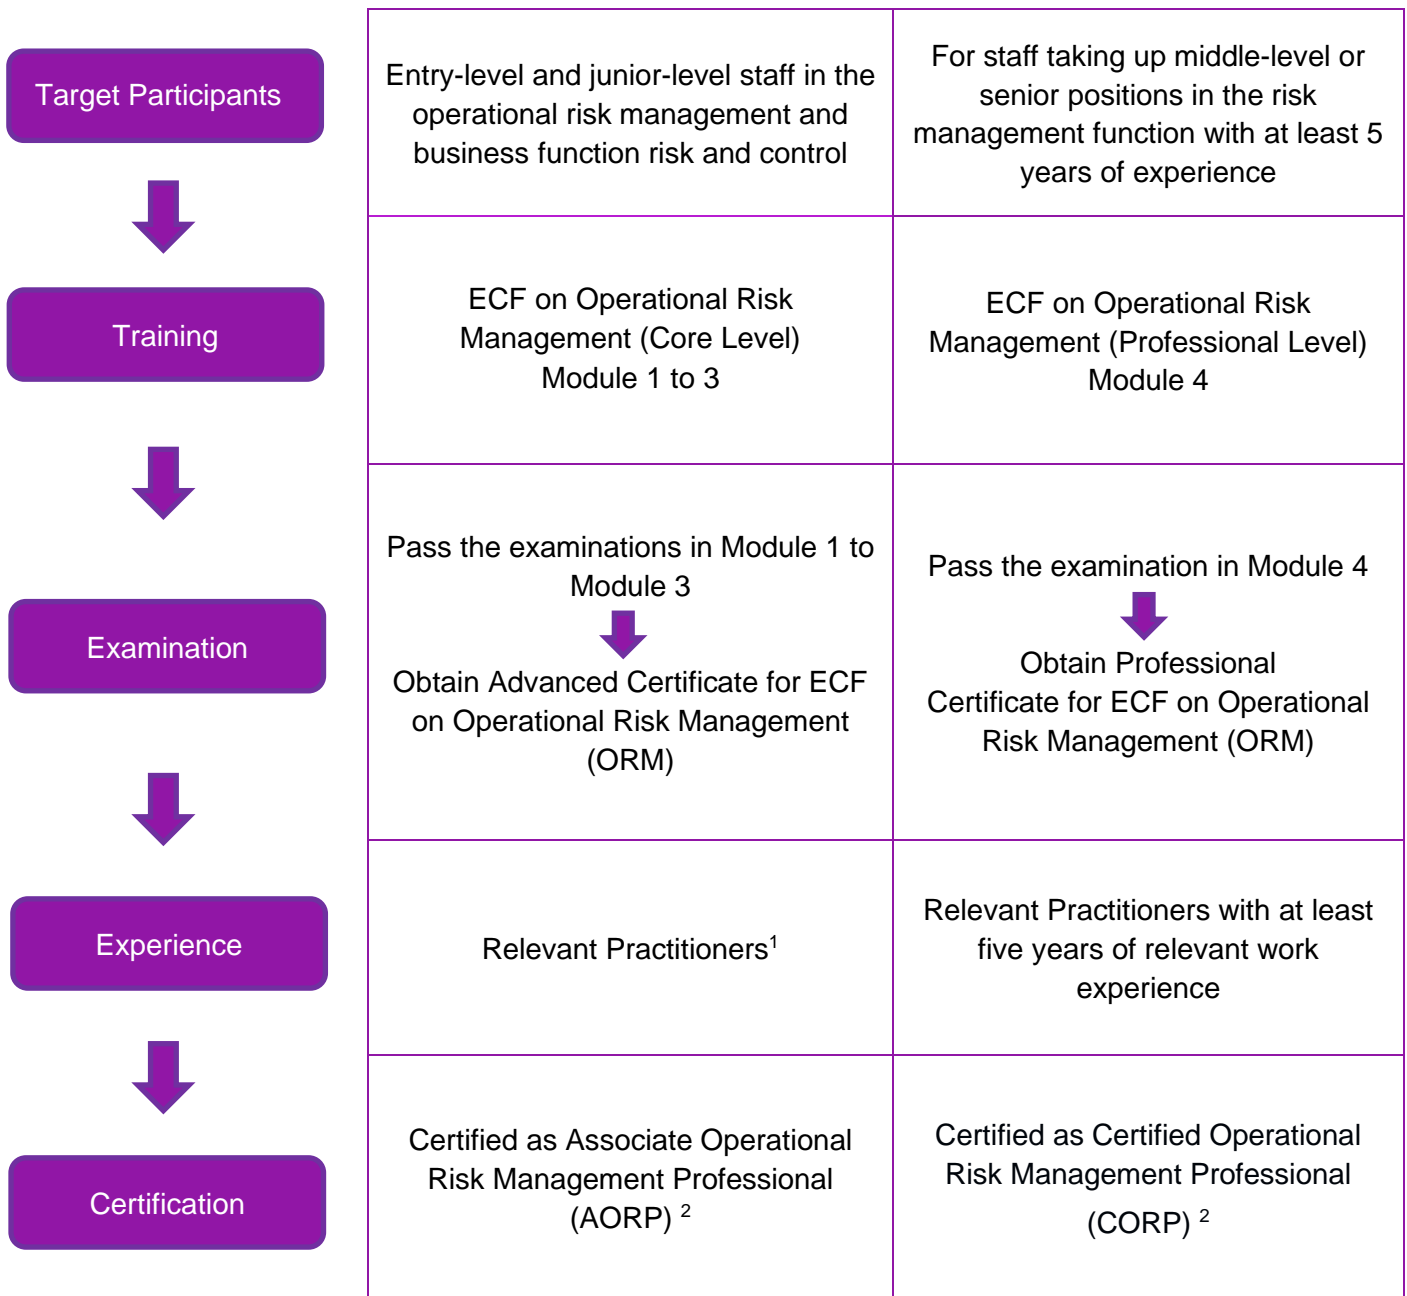 Target Participants
Entry-level and junior-level staff in the
operational risk management and
business function risk and control
For staff taking up middle-level or
senior positions in the risk
management function with at least 5
years of experience
Training
ECF on Operational Risk
Management (Core Level)
Module 1 to 3
ECF on Operational Risk
Management (Professional Level)
Module 4
Examination
Pass the examinations in Module 1 to
Module 3
Obtain Advanced Certificate for ECF
on Operational Risk Management
(ORM)
Pass the examination in Module 4
Obtain Professional
Certificate for ECF on Operational
Risk Management (ORM)
Experience
Relevant Practitioners1
Relevant Practitioners with at least
five years of relevant work
experience
Certification
Certified as Associate Operational
Risk Management Professional
(AORP) 2
Certified as Certified Operational
Risk Management Professional
(CORP) 2